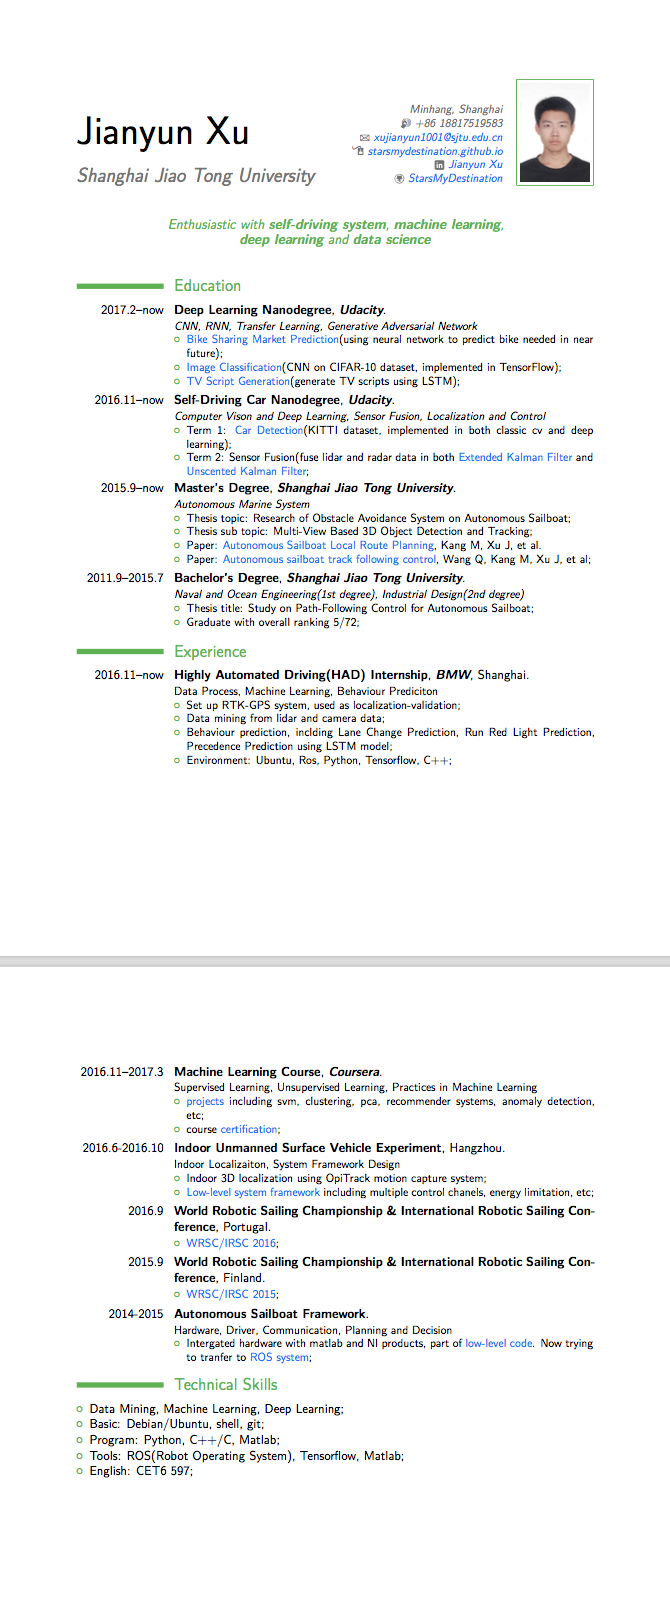 Jianyun Xu
Shanghai Jiao Tong University
Minhang, Shanghai
+86 18817519583
xujianyun1001@sjtu.edu.cn
starsmydestination.github.io
in Jianyun Xu
StarsMyDestination
Enthusiastic with self-driving system, machine learning,
deep learning and data science
Education
2017.2–now Deep Learning Nanodegree, Udacity.
CNN, RNN, Transfer Learning, Generative Adversarial Network
Bike Sharing Market Prediction(using neural network to predict bike needed in near
future);
Image Classification(CNN on CIFAR-10 dataset, implemented in TensorFlow);
TV Script Generation(generate TV scripts using LSTM);
2016.11–now Self-Driving Car Nanodegree, Udacity.
Computer Vison and Deep Learning, Sensor Fusion, Localization and Control
Term 1: Car Detection(KITTI dataset, implemented in both classic cv and deep
learning);
Term 2: Sensor Fusion(fuse lidar and radar data in both Extended Kalman Filter and
Unscented Kalman Filter;
2015.9–now Master's Degree, Shanghai Jiao Tong University.
Autonomous Marine System
Thesis topic: Research of Obstacle Avoidance System on Autonomous Sailboat;
Thesis sub topic: Multi-View Based 3D Object Detection and Tracking;
Paper: Autonomous Sailboat Local Route Planning, Kang M, Xu J, et al.
Paper: Autonomous sailboat track following control, Wang Q, Kang M, Xu J, et al;
2011.9–2015.7 Bachelor's Degree, Shanghai Jiao Tong University.
Naval and Ocean Engineering(1st degree), Industrial Design(2nd degree)
Thesis title: Study on Path-Following Control for Autonomous Sailboat;
Graduate with overall ranking 5/72;
Experience
2016.11–now Highly Automated Driving(HAD) Internship, BMW, Shanghai.
Data Process, Machine Learning, Behaviour Prediciton
Set up RTK-GPS system, used as localization-validation;
Data mining from lidar and camera data;
Behaviour prediction, inclding Lane Change Prediction, Run Red Light Prediction,
Precedence Prediction using LSTM model;
Environment: Ubuntu, Ros, Python, Tensorflow, C++;
2016.11–2017.3 Machine Learning Course, Coursera.
Supervised Learning, Unsupervised Learning, Practices in Machine Learning
projects including svm, clustering, pca, recommender systems, anomaly detection,
etc;
course certification;
2016.6-2016.10 Indoor Unmanned Surface Vehicle Experiment, Hangzhou.
Indoor Localizaiton, System Framework Design
Indoor 3D localization using OpiTrack motion capture system;
Low-level system framework including multiple control chanels, energy limitation, etc;
2016.9 World Robotic Sailing Championship & International Robotic Sailing Con-
ference, Portugal.
WRSC/IRSC 2016;
2015.9 World Robotic Sailing Championship & International Robotic Sailing Con-
ference, Finland.
WRSC/IRSC 2015;
2014-2015 Autonomous Sailboat Framework.
Hardware, Driver, Communication, Planning and Decision
Intergated hardware with matlab and NI products, part of low-level code. Now trying
to tranfer to ROS system;
Technical Skills
Data Mining, Machine Learning, Deep Learning;
Basic: Debian/Ubuntu, shell, git;
Program: Python, C++/C, Matlab;
Tools: ROS(Robot Operating System), Tensorflow, Matlab;
English: CET6 597;